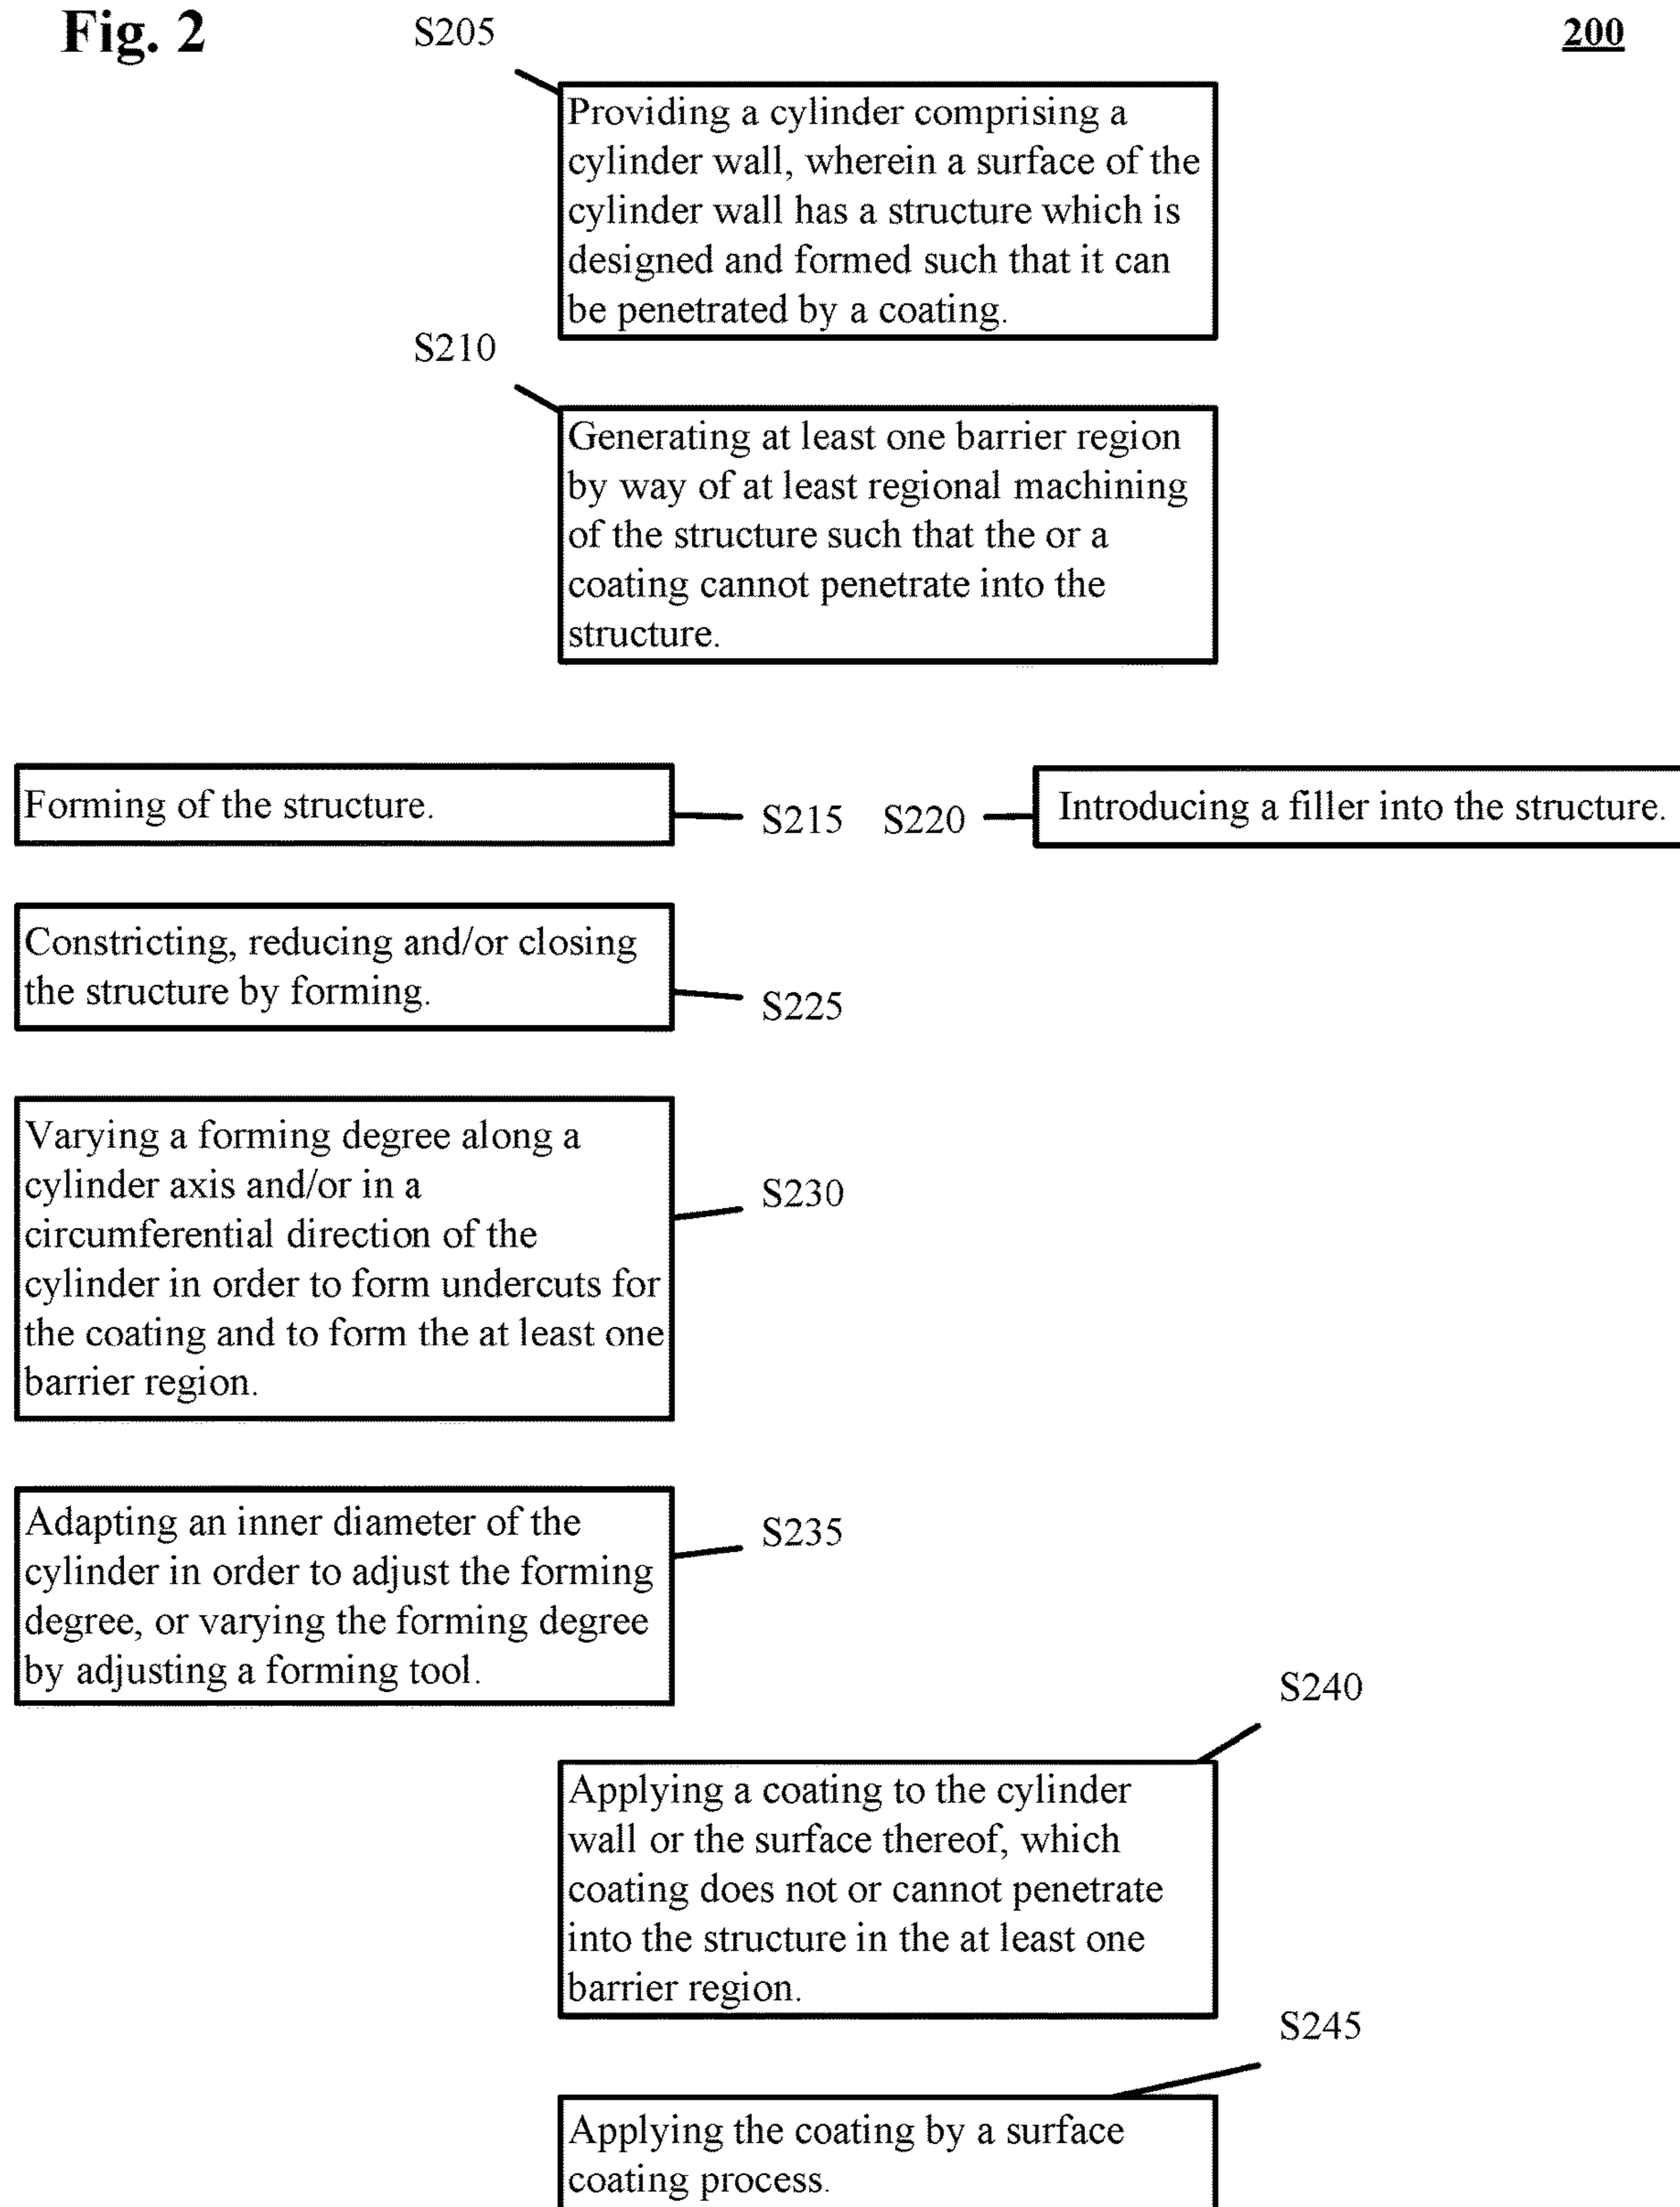 Fig. 2
S205
200
Providing a cylinder comprising a
cylinder wall, wherein a surface of the
cylinder wall has a structure which is
designed and formed such that it can
be penetrated by a coating.
S210
Generating at least one barrier region
by way of at least regional machining
of the structure such that the or a
coating cannot penetrate into the
structure.
Forming of the structure.
S215
S220
Introducing a filler into the structure.
Constricting, reducing and/or closing
the structure by forming.
S225
Varying a forming degree along a
cylinder axis and/or in a
circumferential direction of the
cylinder in order to form undercuts for
the coating and to form the at least one
barrier region.
S230
Adapting an inner diameter of the
cylinder in order to adjust the forming
degree, or varying the forming degree
by adjusting a forming tool.
S235
S240
Applying a coating to the cylinder
wall or the surface thereof, which
coating does not or cannot penetrate
into the structure in the at least one
barrier region.
S245
Applying the coating by a surface
coating process.